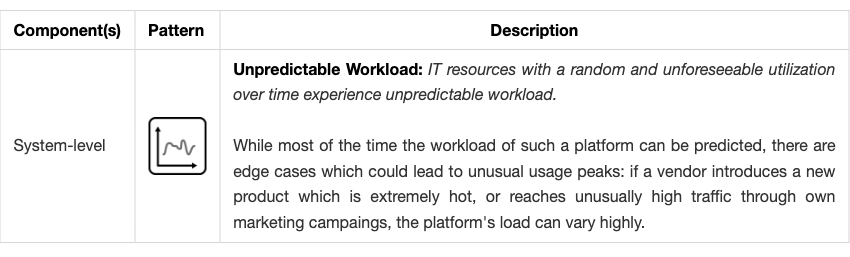 Component(s) Pattern Description
Unpredictable Workload: IT resources with a random and unforeseeable utilization
over time experience unpredictable workload.
System-level
While most of the time the workload of such a platform can be predicted, there are
edge cases which could lead to unusual usage peaks: if a vendor introduces a new
product which is extremely hot, or reaches unusually high traffic through own
marketing campaings, the platform's load can vary highly.